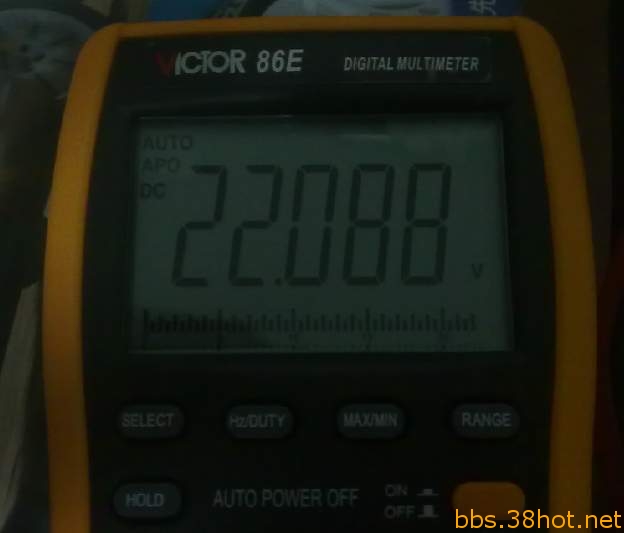 VICTOR 86E DIGITAL MULTIMETER
AUTO
APO
DC
22.088 V
SELECT Hz/DUTY MAX/MIN RANGE
HOLD AUTO POWER OFF ON
OFF
bbs.38hot.net